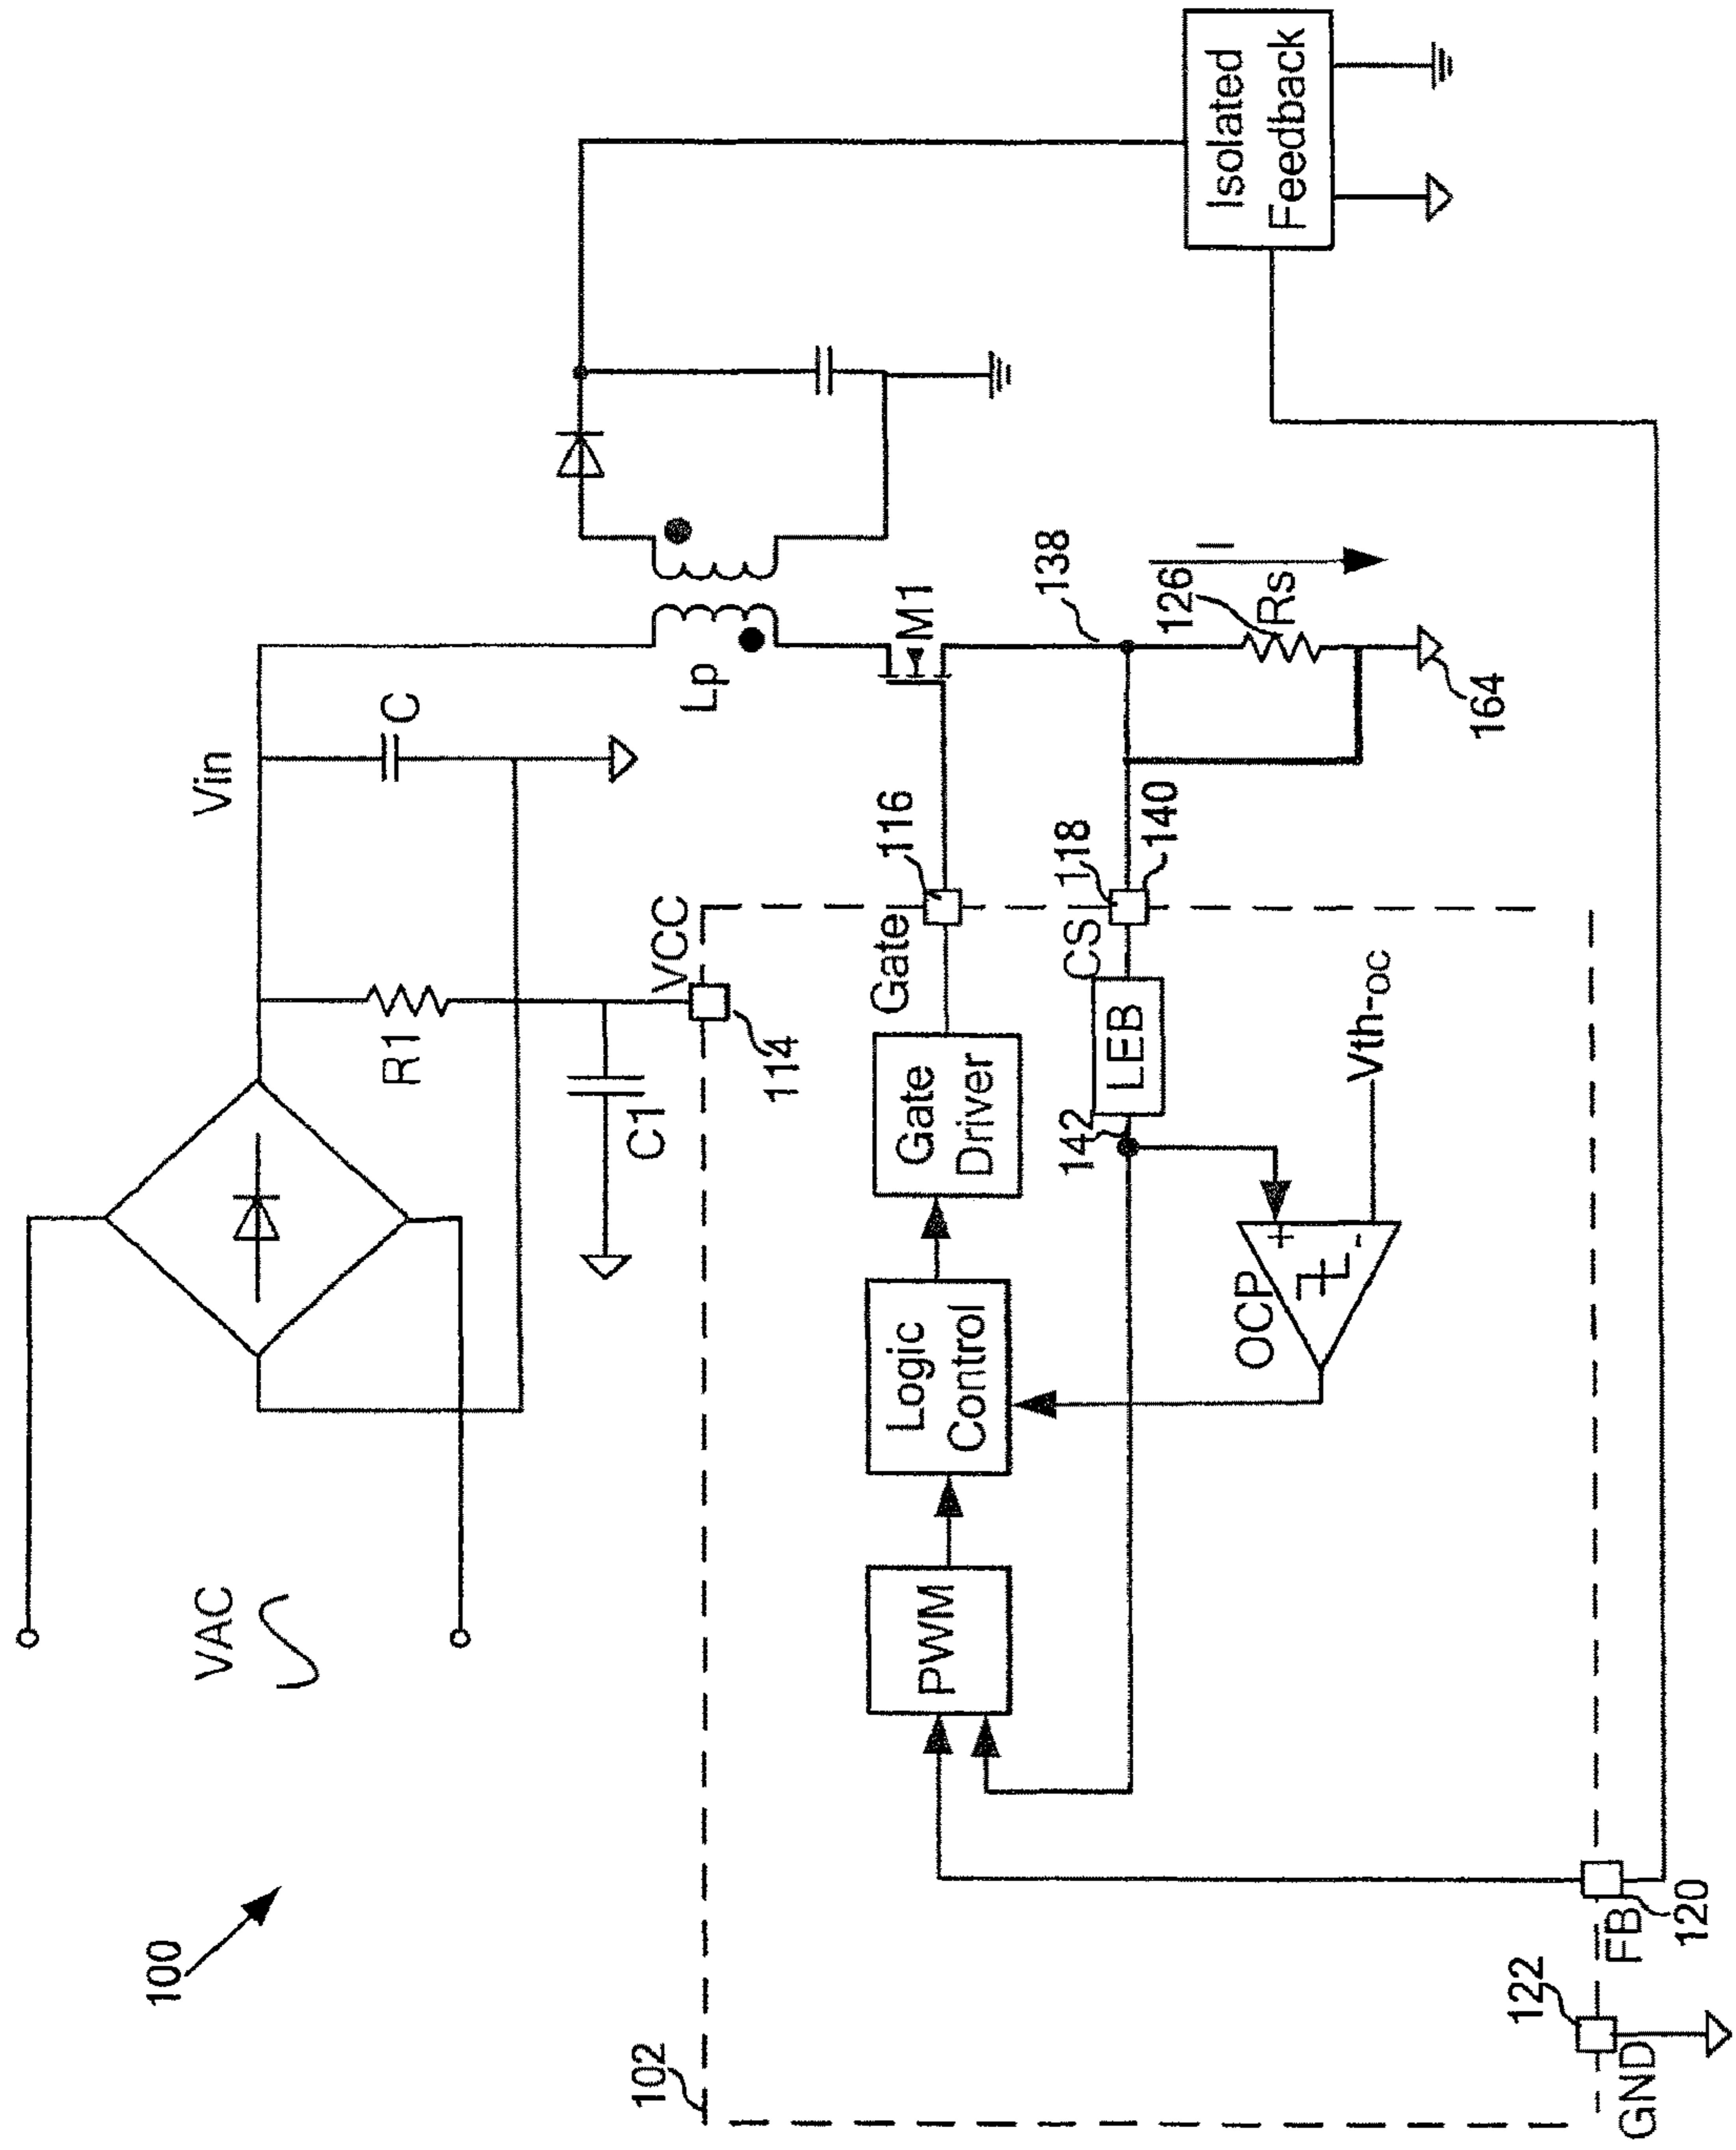 100
VAC
Vin
C
R1
C1
VCC
114
102
Lp
M1
Gate
116
Gate
Driver
Logic
Control
PWM
138
118
140
CS
LEB
142
126
Rs
I
164
OCP
+
-
Vth-OC
Isolated
Feedback
122
GND
FB
120